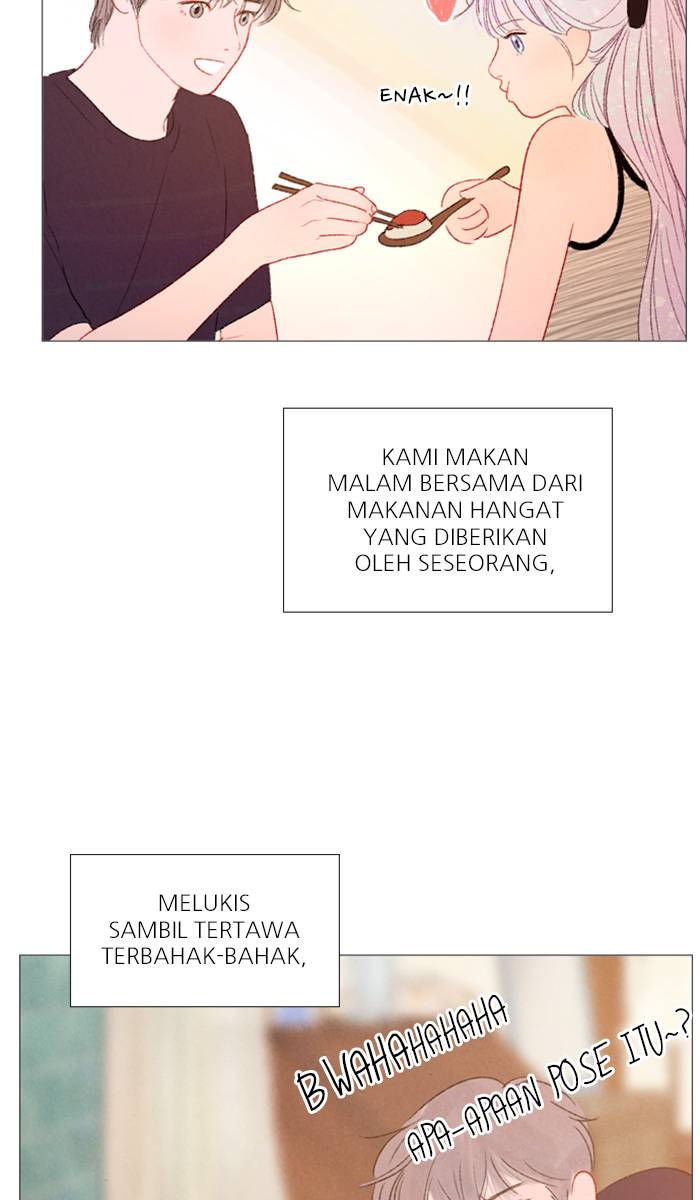 ENAK~!!
KAMI MAKAN
MALAM BERSAMA DARI
MAKANAN HANGAT
YANG DIBERIKAN
OLEH SESEORANG,
MELUKIS
SAMBIL TERTAWA
TERBAHAK-BAHAK,
BWAHAHAHAHA
APA-APAAN POSE ITU~?